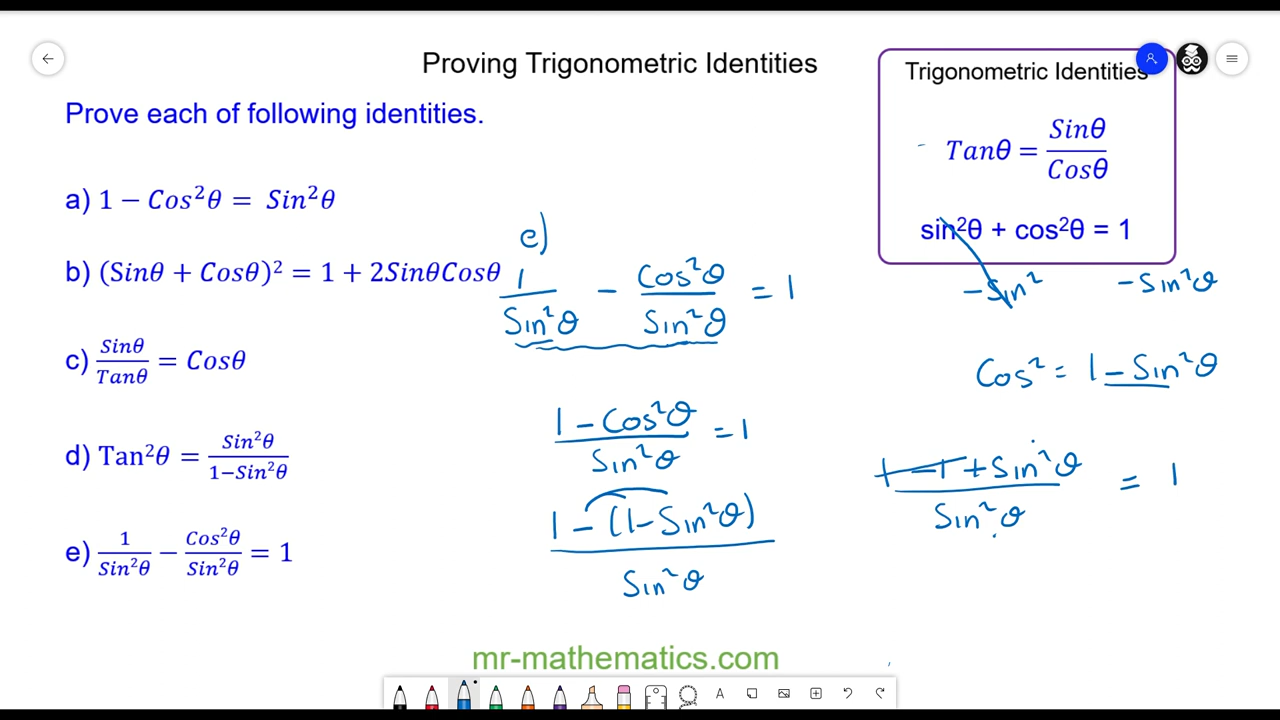 Proving Trigonometric Identities
Prove each of following identities.
a) 1 − Cos²θ = Sin²θ
b) (Sinθ + Cosθ)² = 1 + 2SinθCosθ
c) Sinθ/Tanθ = Cosθ
d) Tan²θ = Sin²θ/1−Sin²θ
e) 1/Sin²θ − Cos²θ/Sin²θ = 1
e)
1/Sin²θ − Cos²θ/Sin²θ = 1
1 − Cos²θ/Sin²θ = 1
1 − (1 − Sin²θ)/Sin²θ
Trigonometric Identities
Tanθ = Sinθ/Cosθ
sin²θ + cos²θ = 1
−Sin² −Sin²θ
Cos² = 1 − Sin²θ
1 − 1 + Sin²θ/Sin²θ = 1
mr-mathematics.com
A